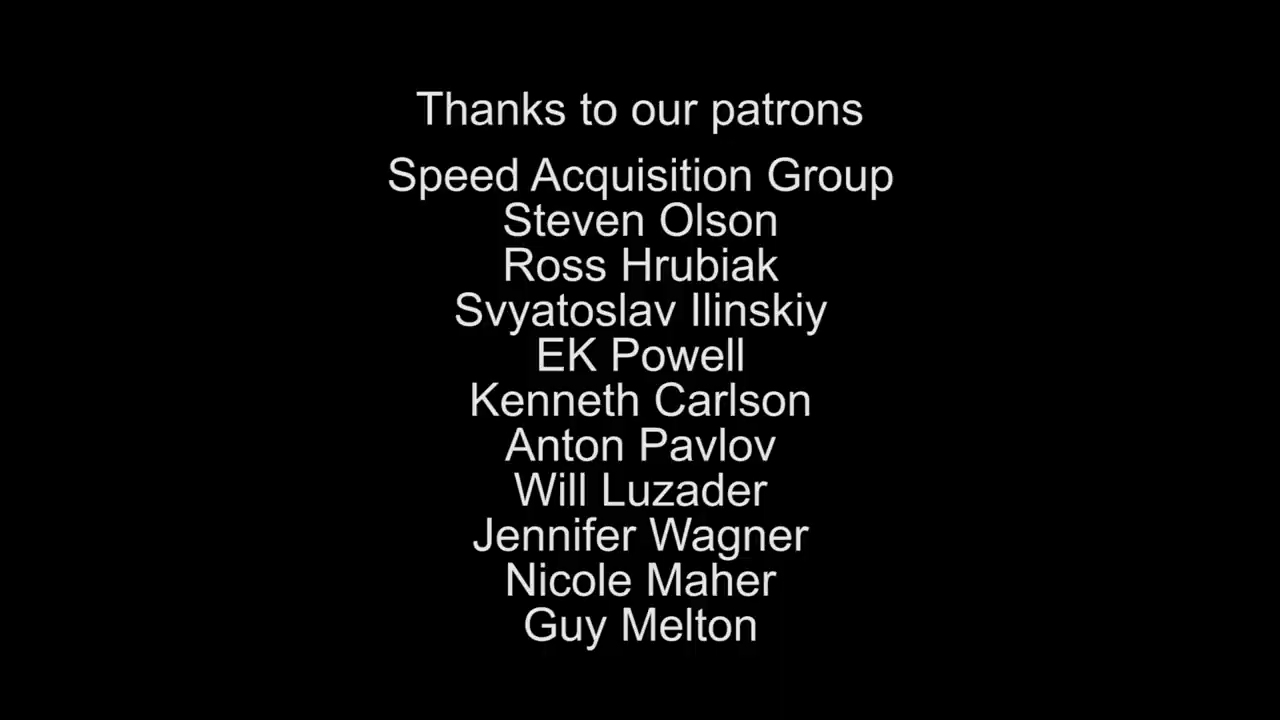 Thanks to our patrons
Speed Acquisition Group
Steven Olson
Ross Hrubiak
Svyatoslav Ilinskiy
EK Powell
Kenneth Carlson
Anton Pavlov
Will Luzader
Jennifer Wagner
Nicole Maher
Guy Melton